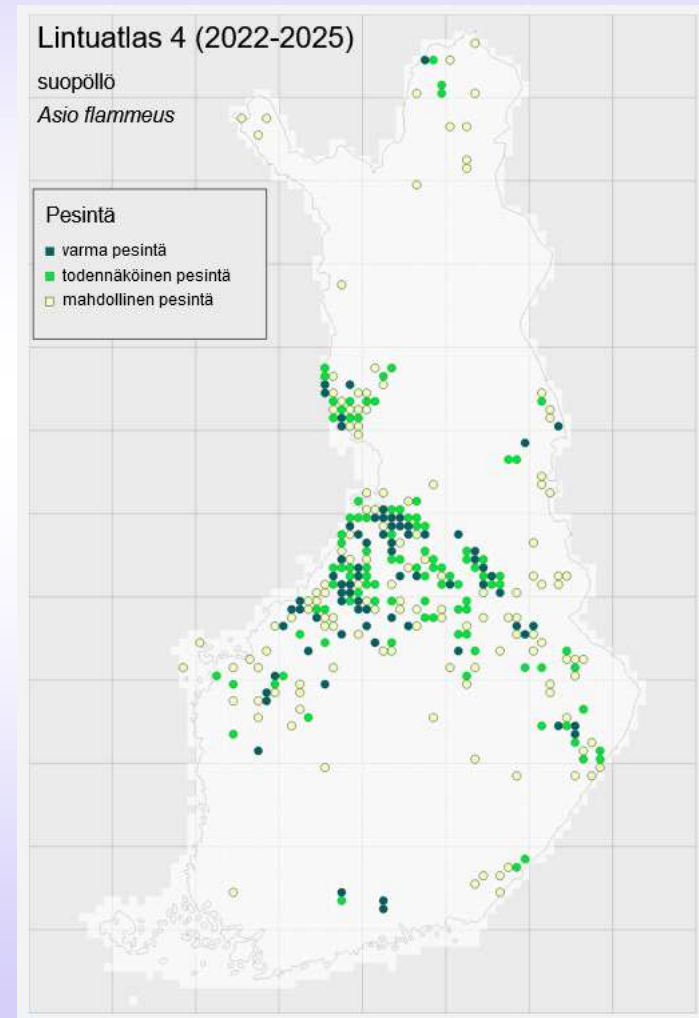 Lintuatlas 4 (2022-2025)
suopöllö
Asio flammeus
Pesintä
varma pesintä
todennäköinen pesintä
mahdollinen pesintä